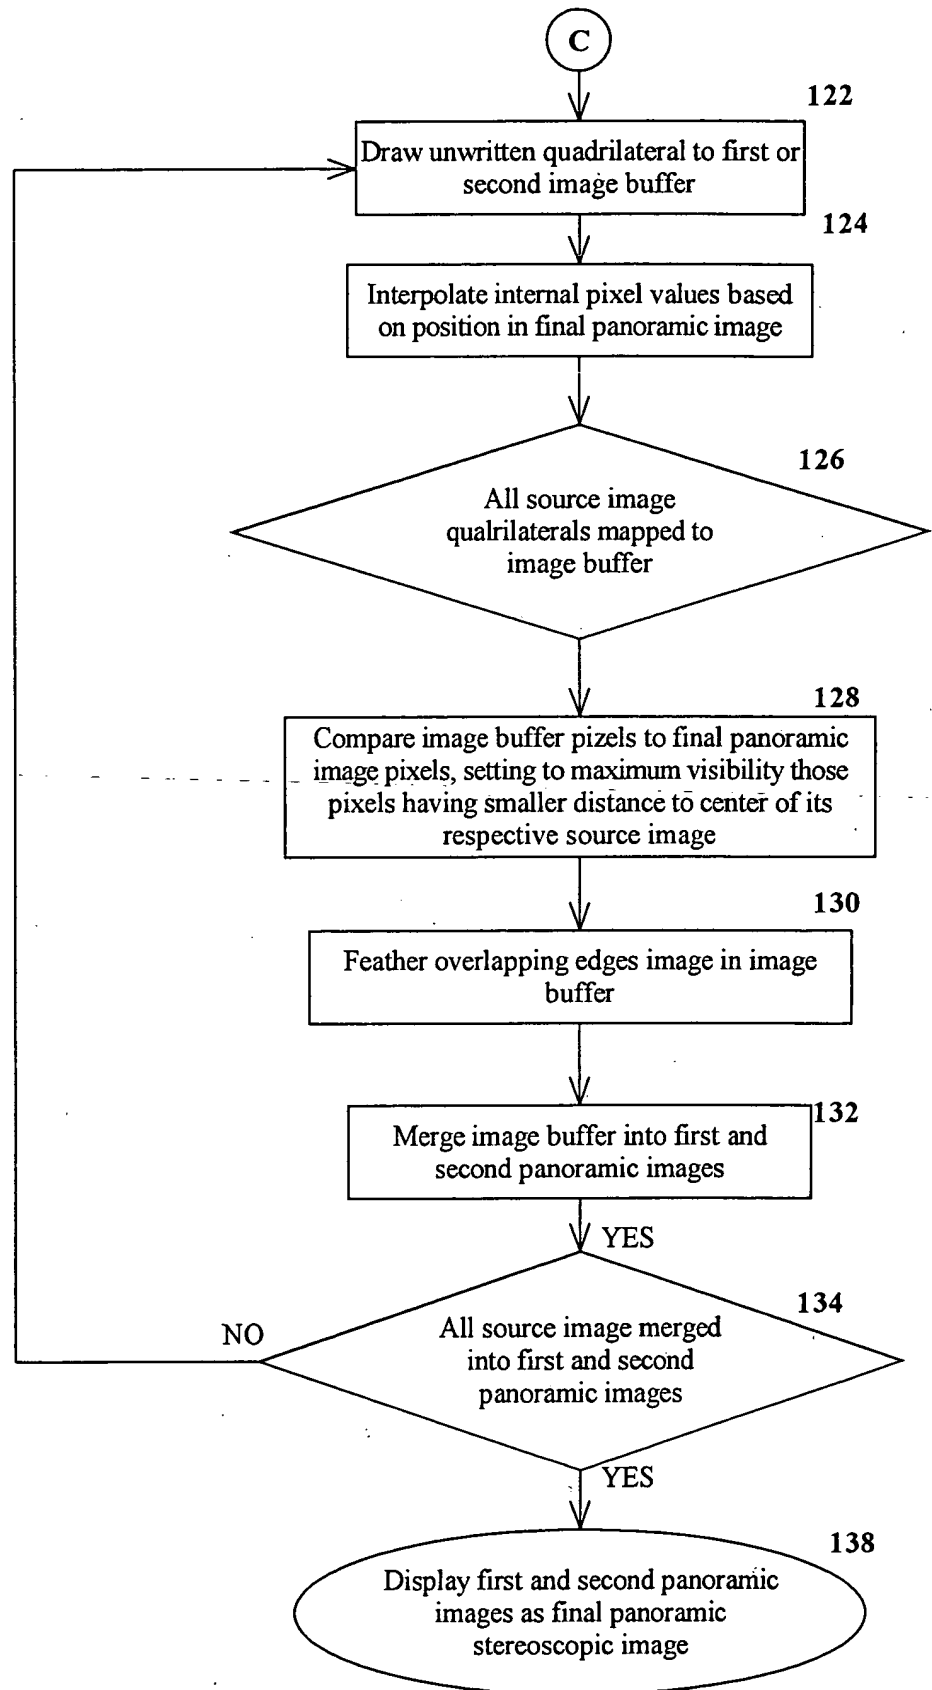 C
122
Draw unwritten quadrilateral to first or
second image buffer
124
Interpolate internal pixel values based
on position in final panoramic image
126
All source image
qualrilaterals mapped to
image buffer
128
Compare image buffer pizels to final panoramic
image pixels, setting to maximum visibility those
pixels having smaller distance to center of its
respective source image
130
Feather overlapping edges image in image
buffer
132
Merge image buffer into first and
second panoramic images
YES
134
NO
All source image merged
into first and second
panoramic images
YES
138
Display first and second panoramic
images as final panoramic
stereoscopic image